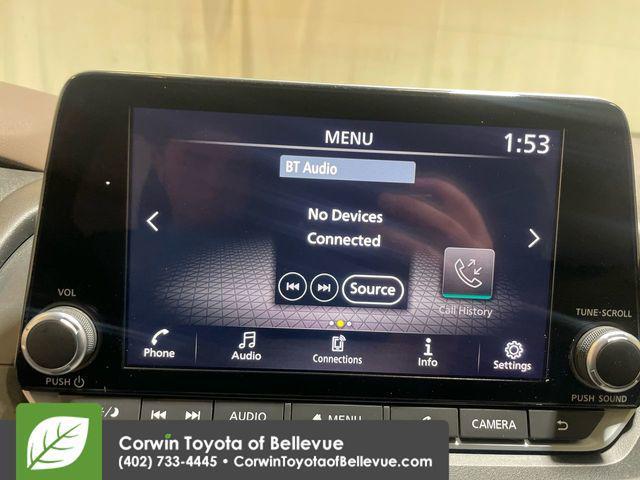 MENU
1:53
BT Audio
No Devices
Connected
Source
Call History
VOL
TUNE·SCROLL
Phone
Audio
Connections
Info
Settings
PUSH
PUSH SOUND
AUDIO
MENU
CAMERA
Corwin Toyota of Bellevue
(402) 733-4445 • CorwinToyotaofBellevue.com